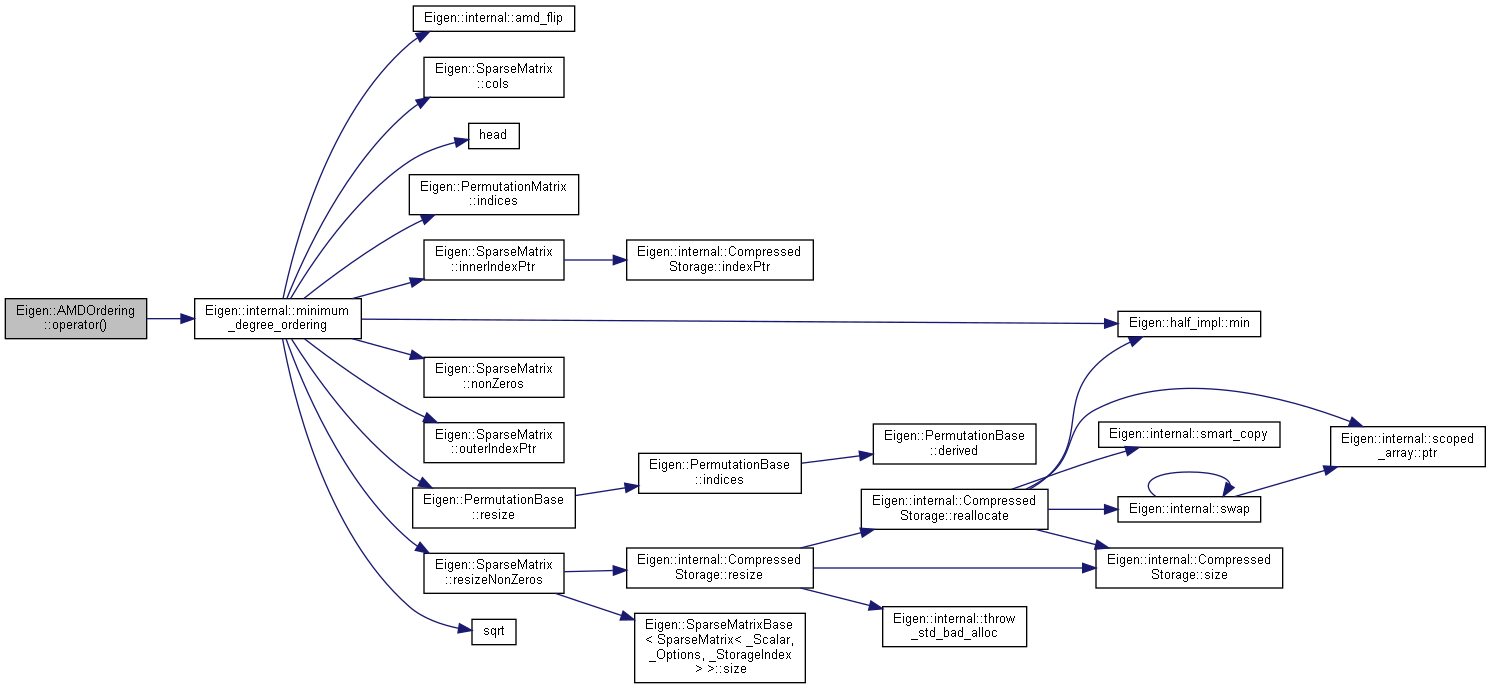 Eigen::internal::amd_flip
Eigen::SparseMatrix
::cols
head
Eigen::PermutationMatrix
::indices
Eigen::SparseMatrix
::innerIndexPtr
Eigen::internal::Compressed
Storage::indexPtr
Eigen::AMDOrdering
::operator()
Eigen::internal::minimum
_degree_ordering
Eigen::half_impl::min
Eigen::SparseMatrix
::nonZeros
Eigen::SparseMatrix
::outerIndexPtr
Eigen::PermutationBase
::resize
Eigen::PermutationBase
::indices
Eigen::PermutationBase
::derived
Eigen::internal::smart_copy
Eigen::internal::scoped
_array::ptr
Eigen::internal::Compressed
Storage::reallocate
Eigen::internal::swap
Eigen::SparseMatrix
::resizeNonZeros
Eigen::internal::Compressed
Storage::resize
Eigen::internal::Compressed
Storage::size
Eigen::internal::throw
_std_bad_alloc
Eigen::SparseMatrixBase
< SparseMatrix< _Scalar,
_Options, _StorageIndex
> >::size
sqrt